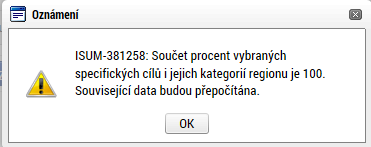 Oznámení
ISUM-381258: Součet procent vybraných
specifických cílů i jejich kategorií regionu je 100.
Související data budou přepočítána.
OK